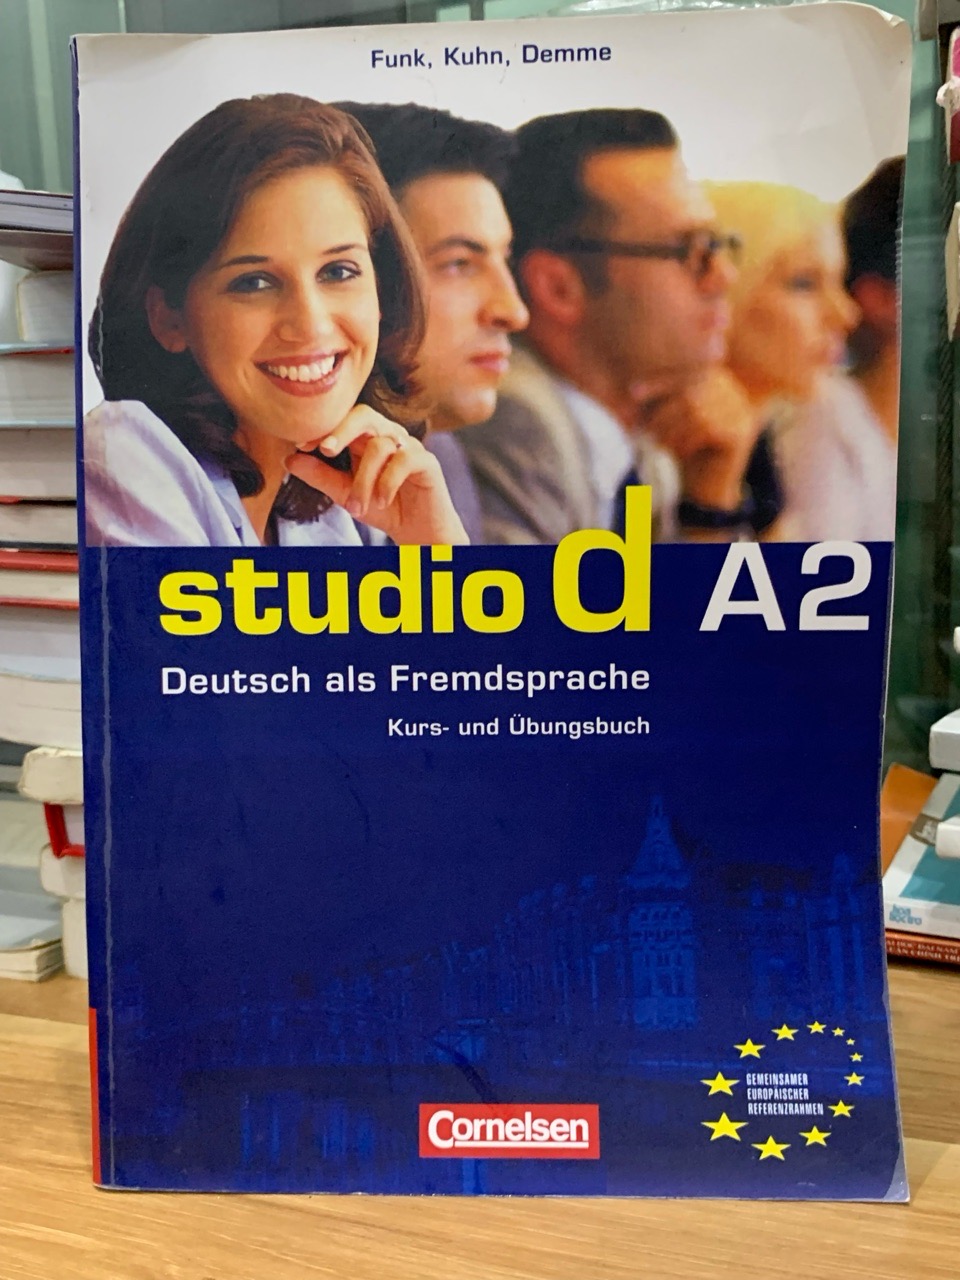 Funk, Kuhn, Demme
studio d A2
Deutsch als Fremdsprache
Kurs- und Übungsbuch
GEMEINSAMER
EUROPÄISCHER
REFERENZRAHMEN
Cornelsen